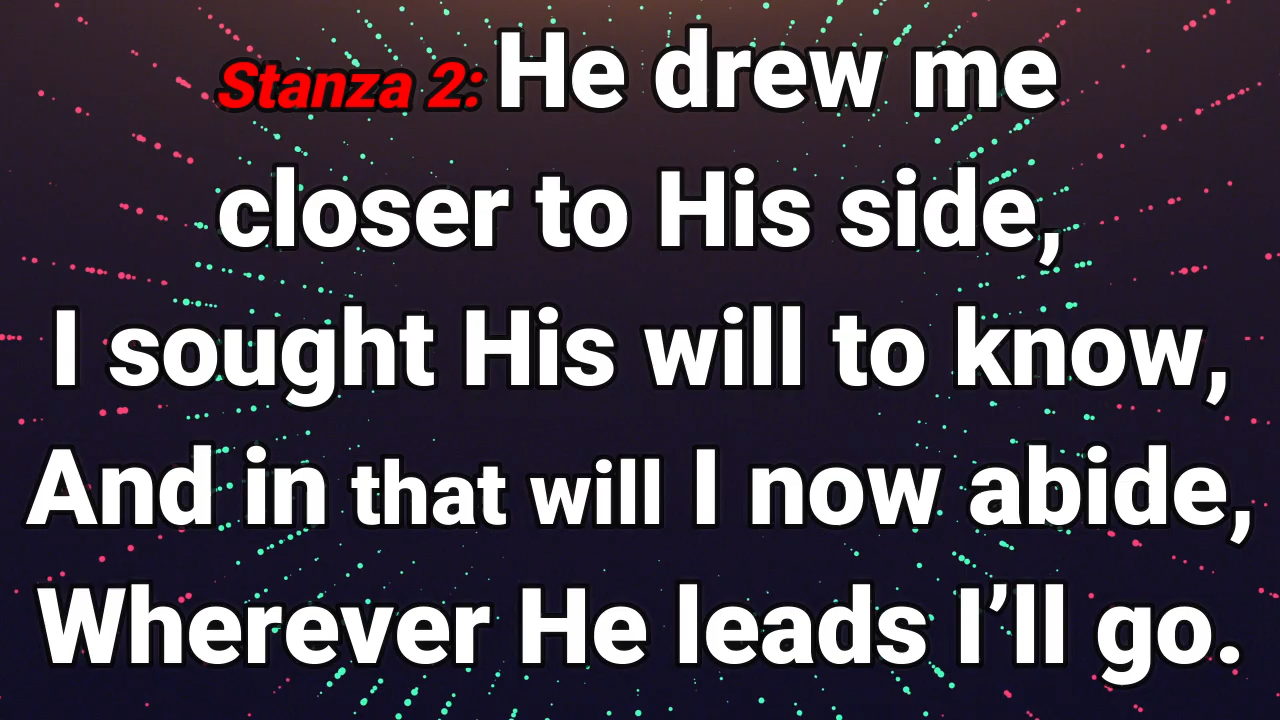 Stanza 2: He drew me
closer to His side,
I sought His will to know,
And in that will I now abide,
Wherever He leads I’ll go.